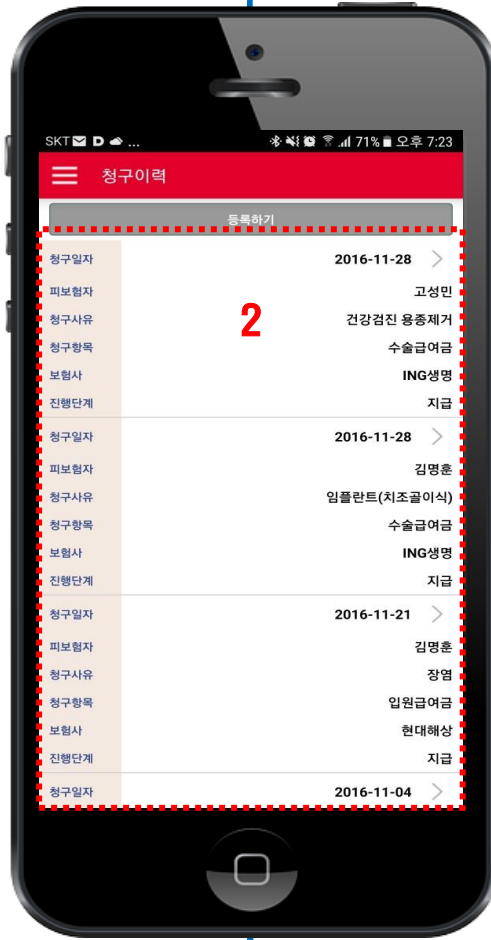 SKT D ... 71% 오후 7:23
청구이력
등록하기
청구일자 2016-11-28
피보험자 고성민
2
청구사유 건강검진 용종제거
청구항목 수술급여금
보험사 ING생명
진행단계 지급
청구일자 2016-11-28
피보험자 김명훈
청구사유 임플란트(치조골이식)
청구항목 수술급여금
보험사 ING생명
진행단계 지급
청구일자 2016-11-21
피보험자 김명훈
청구사유 장염
청구항목 입원급여금
보험사 현대해상
진행단계 지급
청구일자 2016-11-04